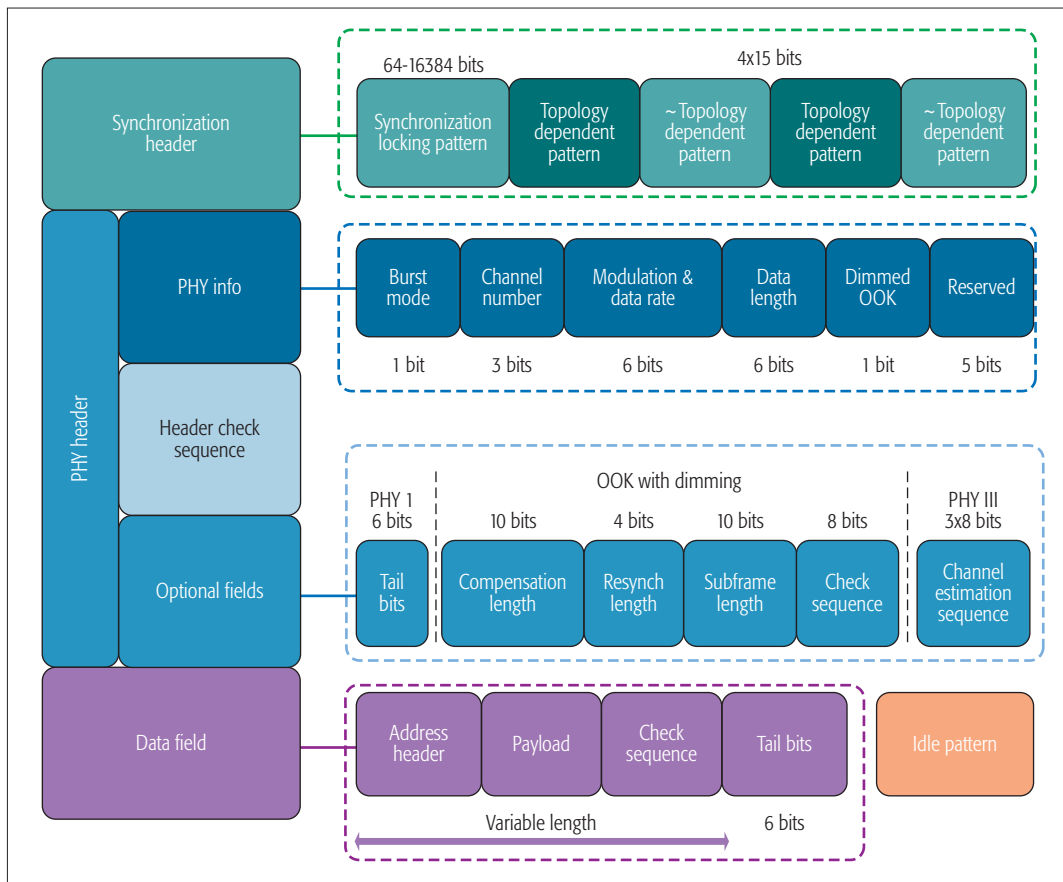 64-16384 bits
4x15 bits
Synchronization
header
Synchronization
locking pattern
Topology
dependent
pattern
~Topology
dependent
pattern
Topology
dependent
pattern
~Topology
dependent
pattern
PHY header
PHY info
Burst
mode
Channel
number
Modulation &
data rate
Data
length
Dimmed
OOK
Reserved
1 bit
3 bits
6 bits
6 bits
1 bit
5 bits
Header check
sequence
OOK with dimming
PHY 1
6 bits
10 bits
4 bits
10 bits
8 bits
PHY III
3x8 bits
Optional fields
Tail
bits
Compensation
length
Resynch
length
Subframe
length
Check
sequence
Channel
estimation
sequence
Data field
Address
header
Payload
Check
sequence
Tail bits
Idle pattern
Variable length
6 bits